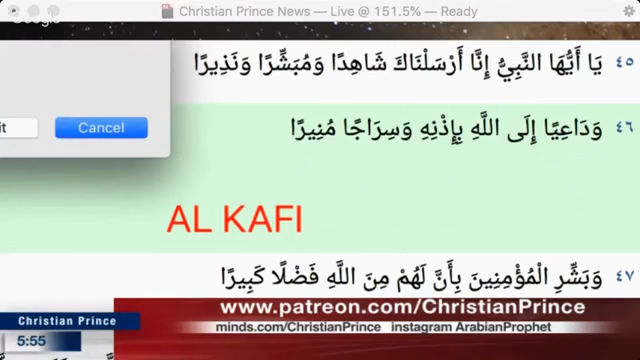 Christian Prince News — Live @ 151.5% — Ready
Google
يَا أَيُّهَا النَّبِيُّ إِنَّا أَرْسَلْنَاكَ شَاهِدًا وَمُبَشِّرًا وَنَذِيرًا ٤٥
it Cancel
وَدَاعِيًا إِلَى اللَّهِ بِإِذْنِهِ وَسِرَاجًا مُنِيرًا ٤٦
AL KAFI
وَبَشِّرِ الْمُؤْمِنِينَ بِأَنَّ لَهُمْ مِنَ اللَّهِ فَضْلًا كَبِيرًا ٤٧
www.patreon.com/ChristianPrince
Christian Prince
minds.com/ChristianPrince instagram ArabianProphet
5:55